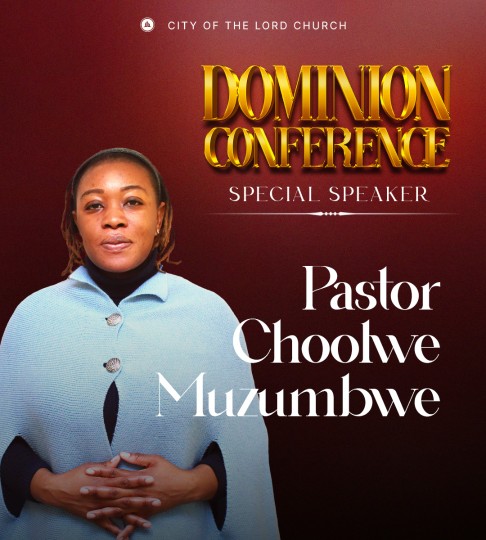 CITY OF THE LORD CHURCH
DOMINION
CONFERENCE
SPECIAL SPEAKER
Pastor
Choolwe
Muzumbwe